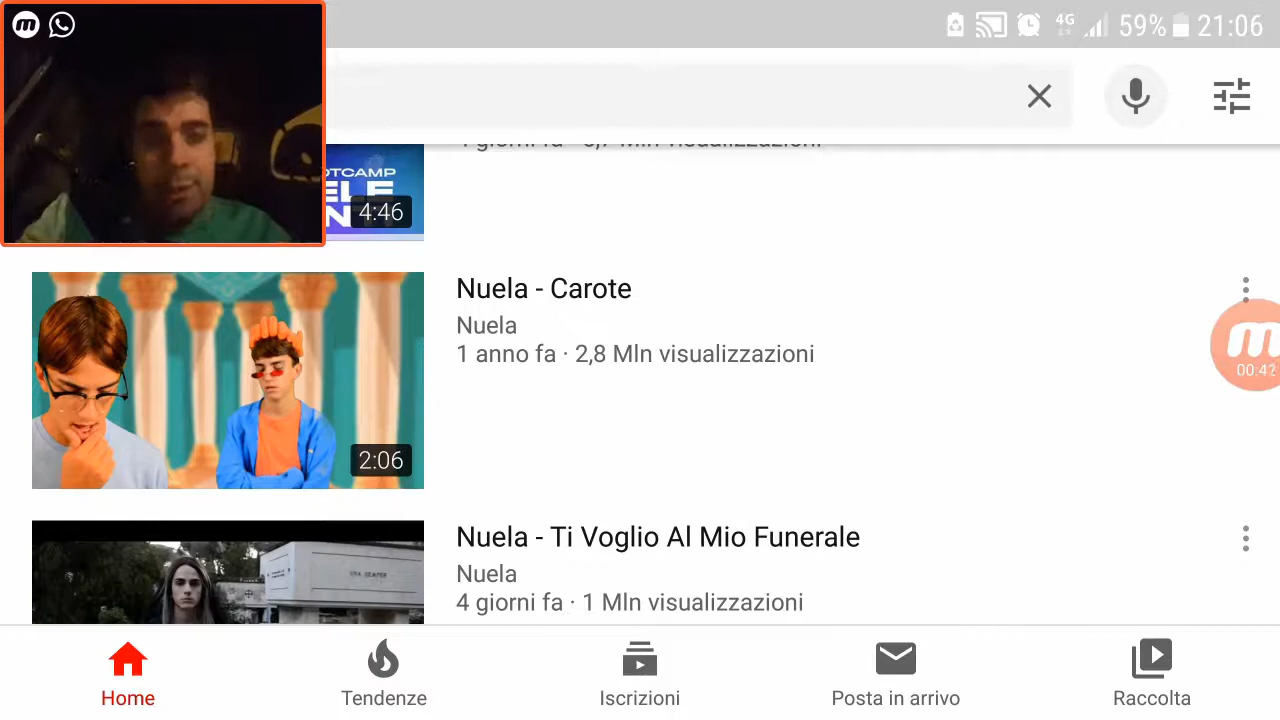 4G 59% 21:06
4:46
Nuela - Carote
Nuela
1 anno fa · 2,8 Mln visualizzazioni
00:42
2:06
Nuela - Ti Voglio Al Mio Funerale
Nuela
4 giorni fa · 1 Mln visualizzazioni
Home
Tendenze
Iscrizioni
Posta in arrivo
Raccolta